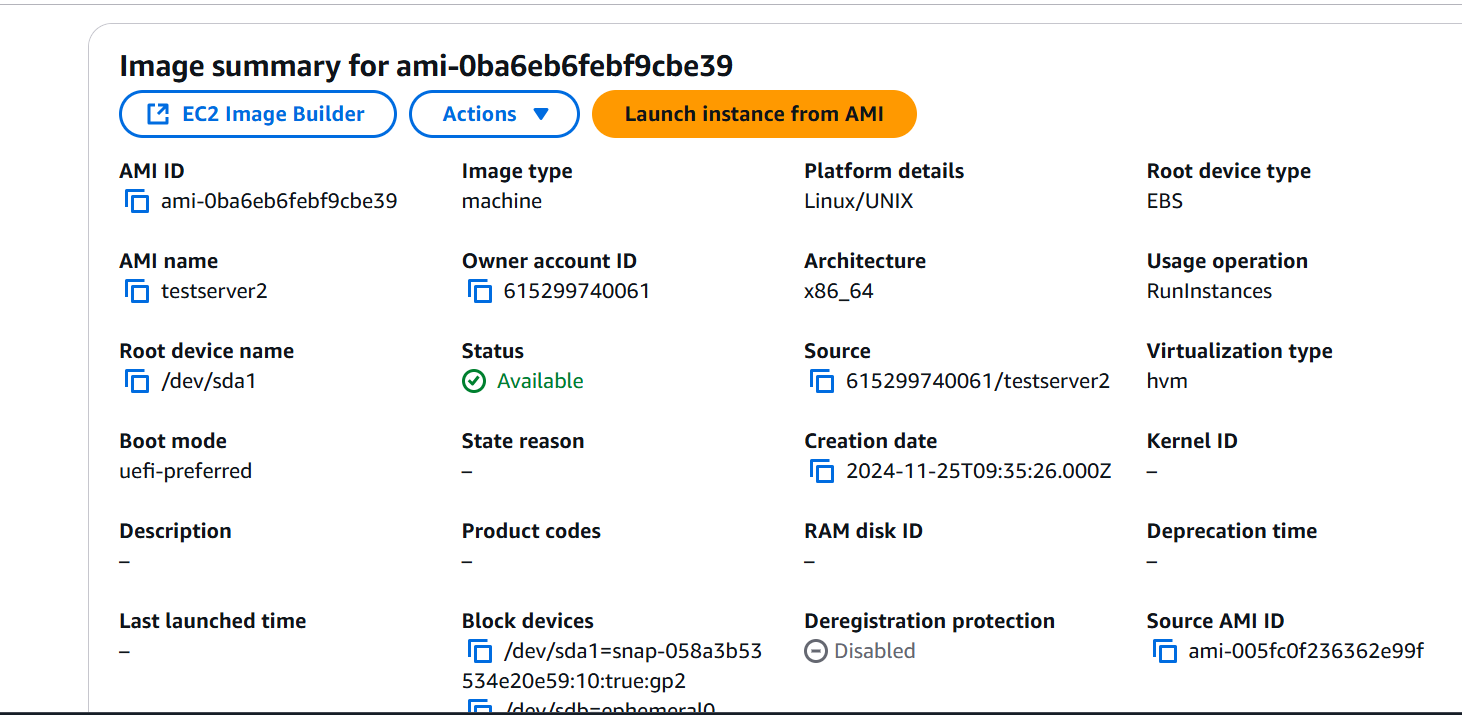 Image summary for ami-0ba6eb6febf9cbe39
EC2 Image Builder
Actions
Launch instance from AMI
AMI ID
ami-0ba6eb6febf9cbe39
Image type
machine
Platform details
Linux/UNIX
Root device type
EBS
AMI name
testserver2
Owner account ID
615299740061
Architecture
x86_64
Usage operation
RunInstances
Root device name
/dev/sda1
Status
Available
Source
615299740061/testserver2
Virtualization type
hvm
Boot mode
uefi-preferred
State reason
–
Creation date
2024-11-25T09:35:26.000Z
Kernel ID
–
Description
–
Product codes
–
RAM disk ID
–
Deprecation time
–
Last launched time
–
Block devices
/dev/sda1=snap-058a3b53
534e20e59:10:true:gp2
/dev/sdb=ephemeral0
Deregistration protection
Disabled
Source AMI ID
ami-005fc0f236362e99f